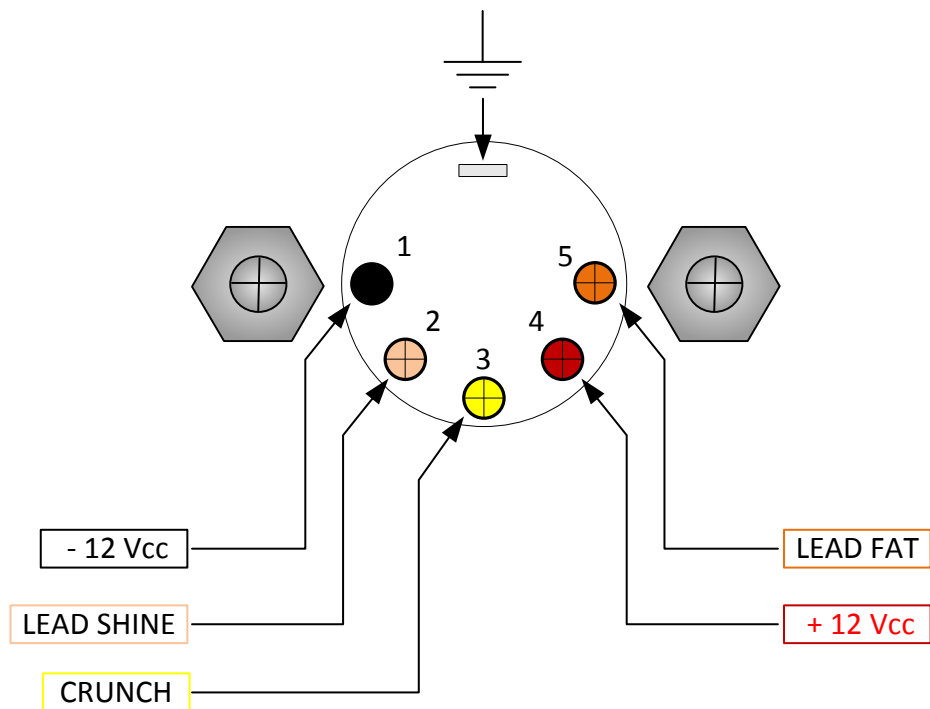 1
5
2
4
3
- 12 Vcc
LEAD FAT
LEAD SHINE
+ 12 Vcc
CRUNCH